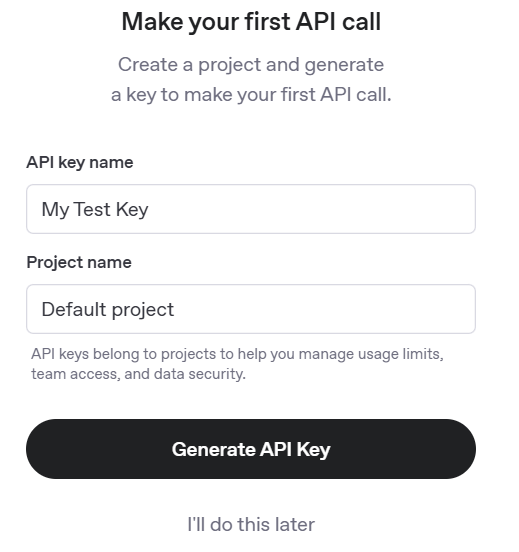 Make your first API call
Create a project and generate
a key to make your first API call.
API key name
My Test Key
Project name
Default project
API keys belong to projects to help you manage usage limits,
team access, and data security.
Generate API Key
I'll do this later